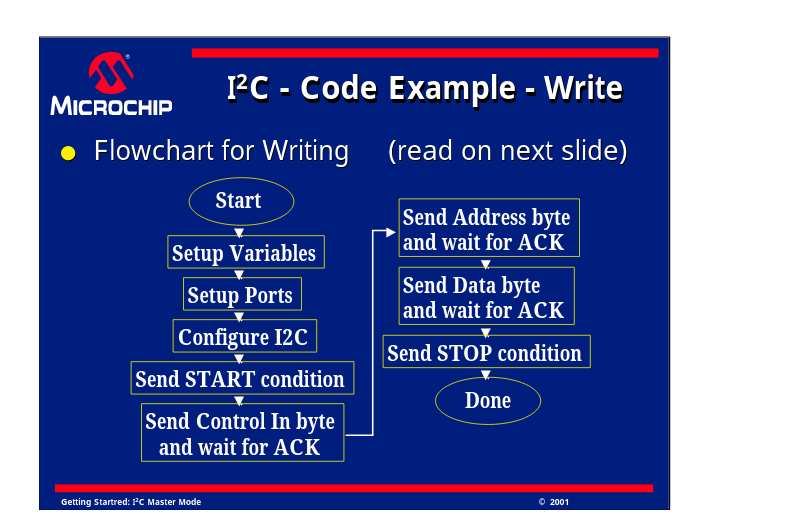 MICROCHIP
®
I²C - Code Example - Write
Flowchart for Writing (read on next slide)
Start
Setup Variables
Setup Ports
Configure I2C
Send START condition
Send Control In byte
and wait for ACK
Send Address byte
and wait for ACK
Send Data byte
and wait for ACK
Send STOP condition
Done
Getting Startred: I²C Master Mode
© 2001